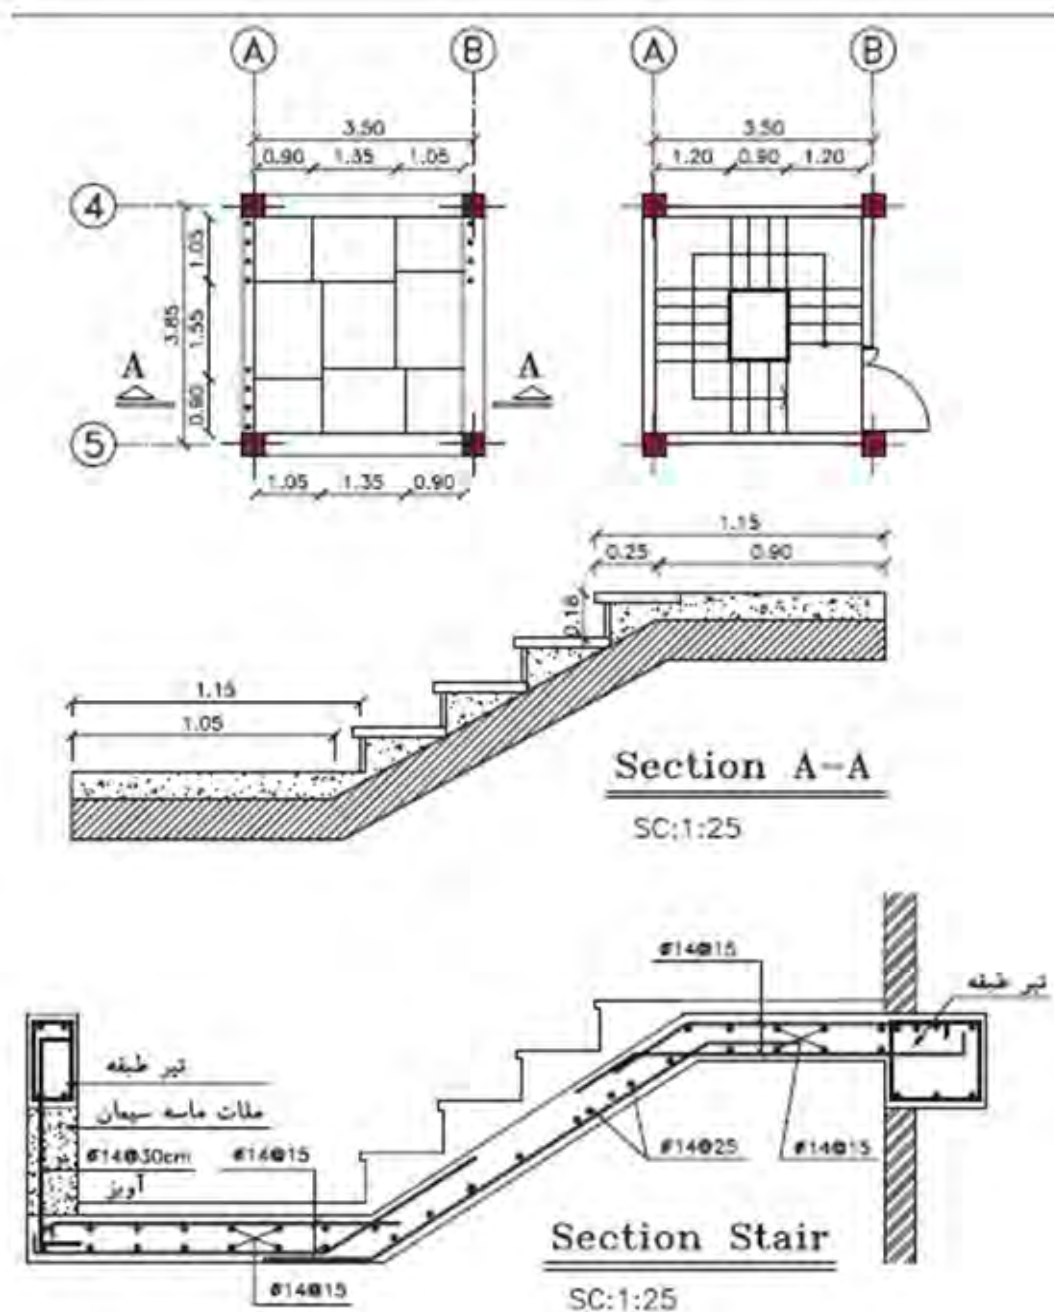 A B A B
3.50 3.50
0.90 1.35 1.05 1.20 0.90 1.20
4
1.05
3.85
1.55
0.90
A A
5
1.05 1.35 0.90
1.15
0.25 0.90
0.18
1.15
1.05
Section A-A
SC:1:25
ø14@15
تیر طبقه
تیر طبقه
ملات ماسه سیمان
ø14@30cm ø14@15 ø14@25 ø14@15
آویز
Section Stair
ø14@15
SC:1:25